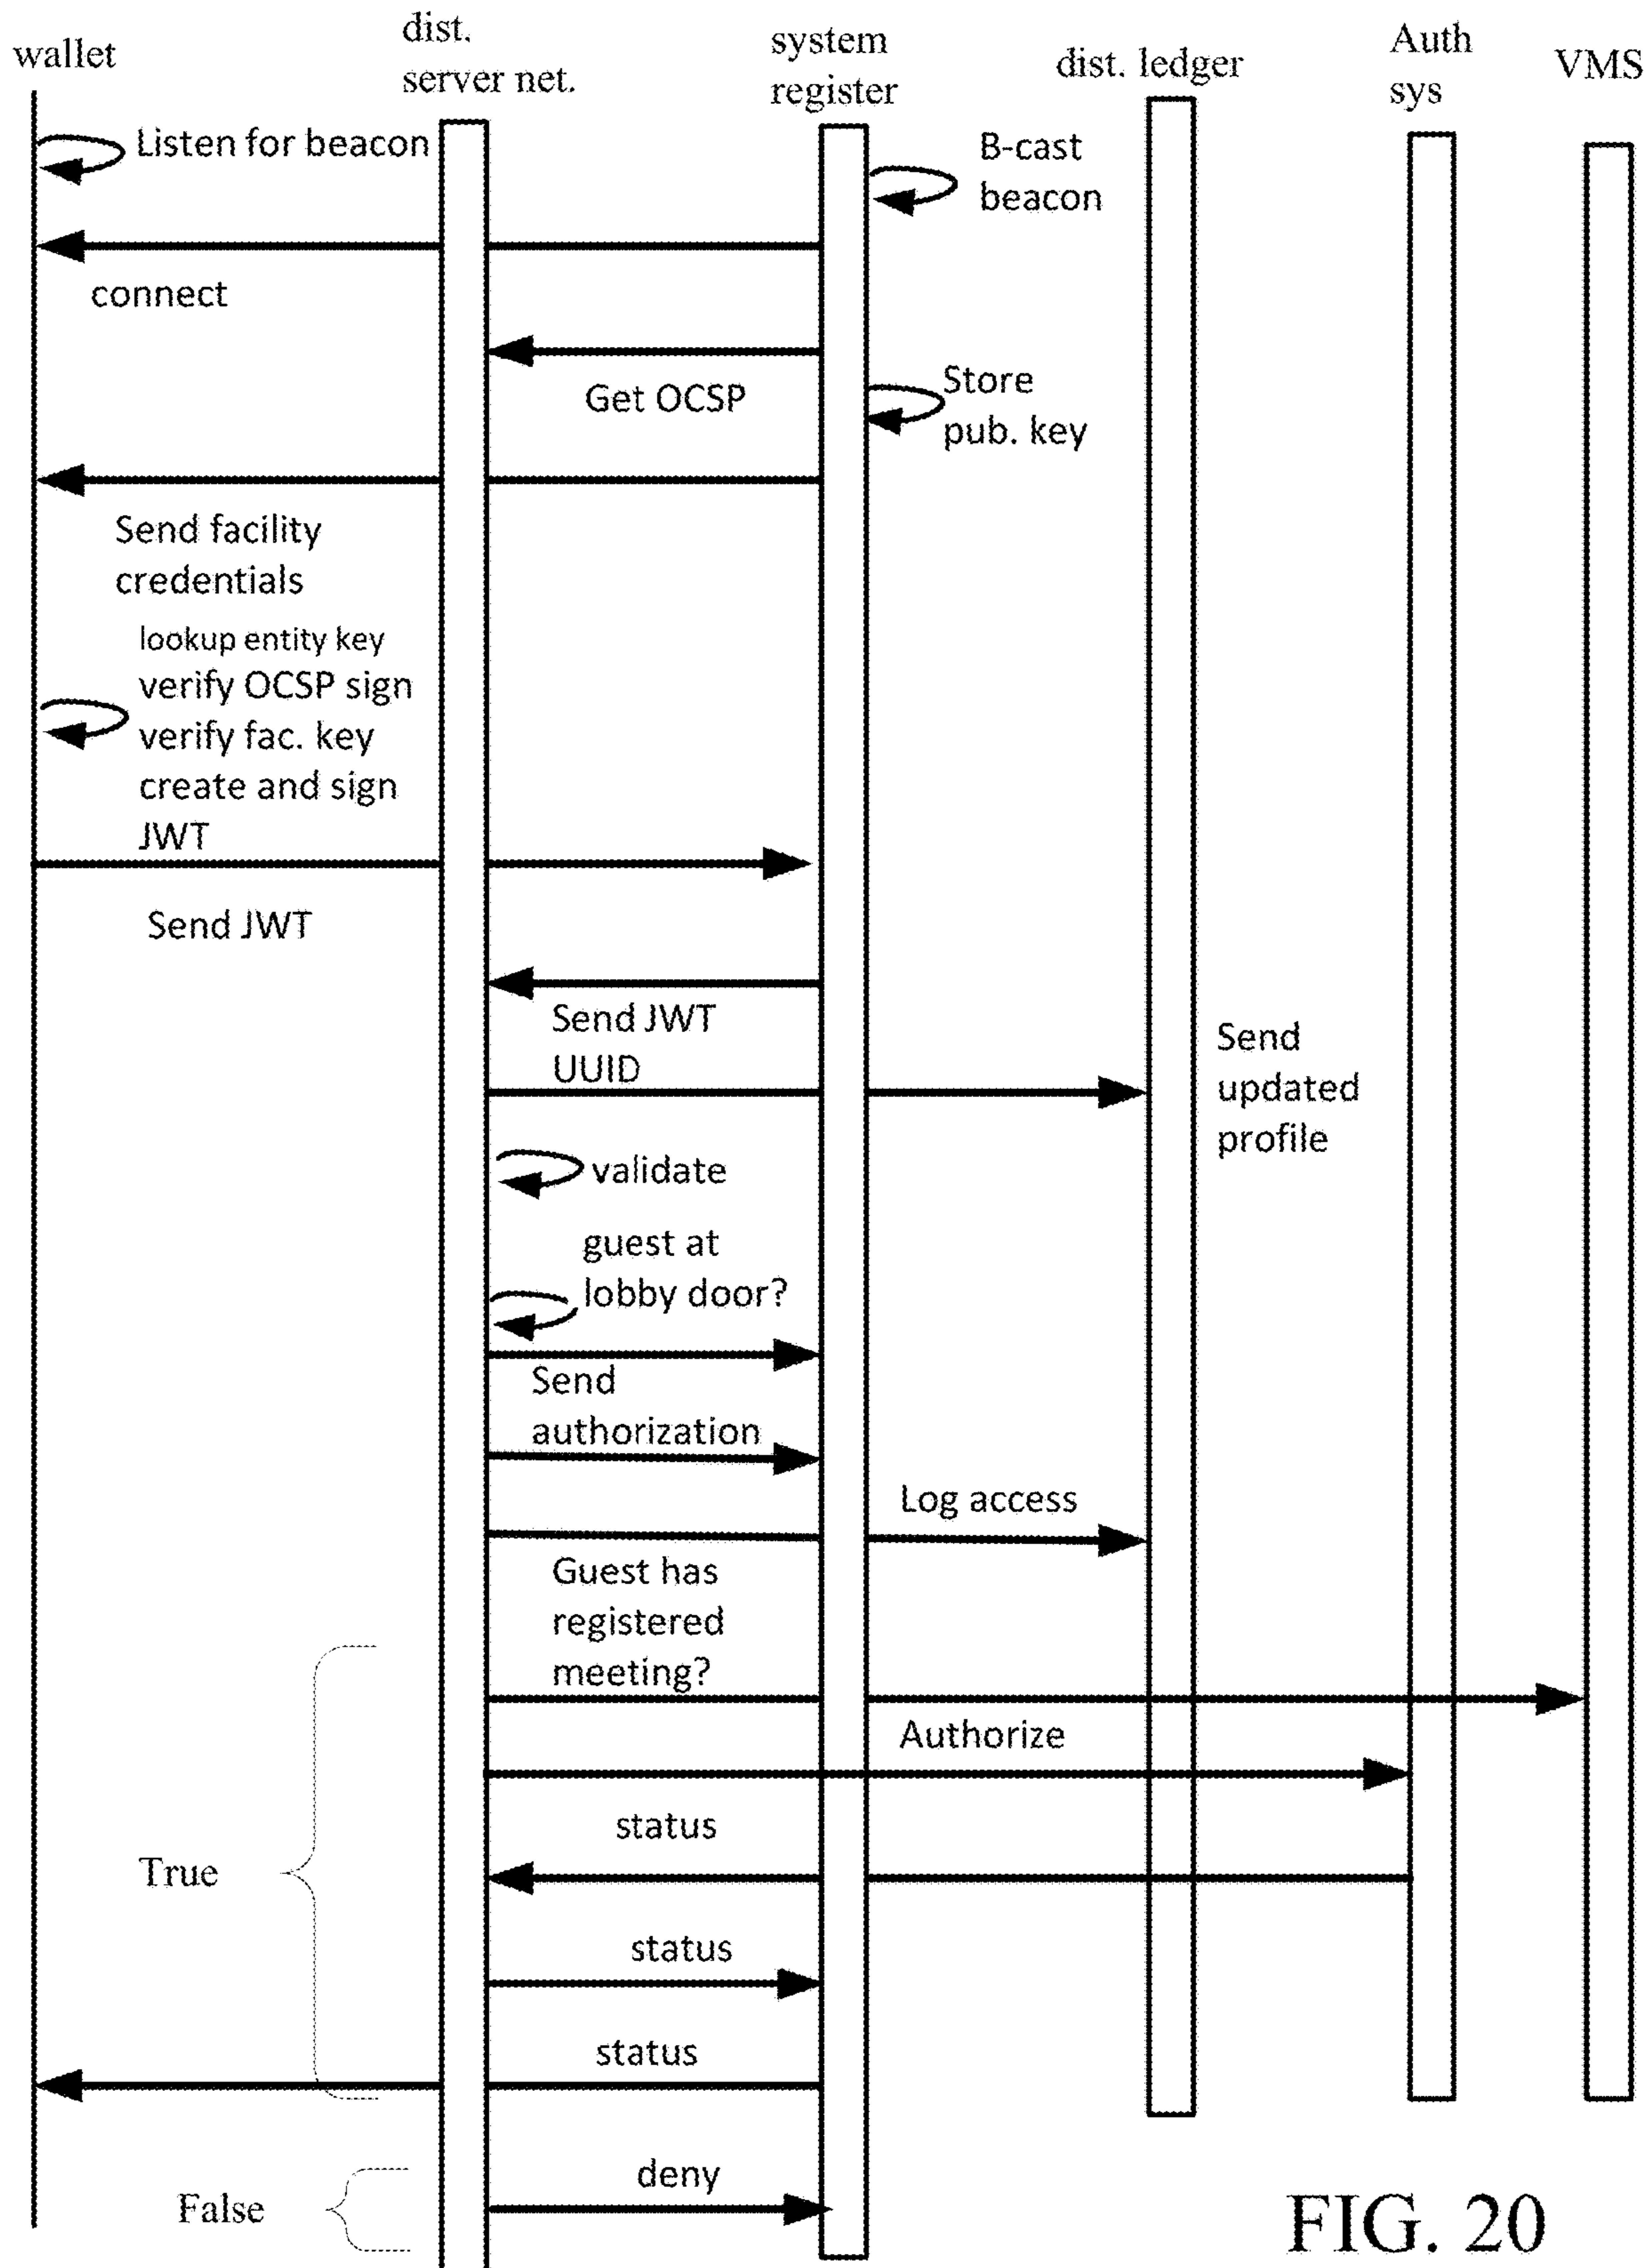 wallet
dist.
server net.
system
register
dist. ledger
Auth
sys
VMS
Listen for beacon
B-cast
beacon
connect
Get OCSP
Store
pub. key
Send facility
credentials
lookup entity key
verify OCSP sign
verify fac. key
create and sign
JWT
Send JWT
Send JWT
UUID
Send
updated
profile
validate
guest at
lobby door?
Send
authorization
Log access
Guest has
registered
meeting?
Authorize
status
True
status
status
deny
False
FIG. 20